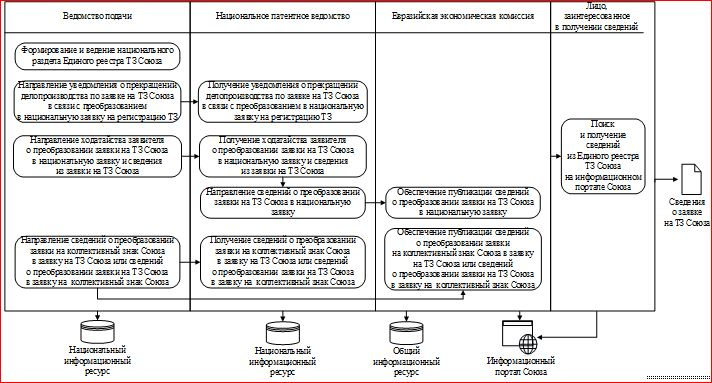 Ведомство подачи
Национальное патентное ведомство
Евразийская экономическая комиссия
Лицо,
заинтересованное
в получении сведений
Формирование и ведение национального
раздела Единого реестра ТЗ Союза
Направление уведомления о прекращении
делопроизводства по заявке на ТЗ Союза
в связи с преобразованием
в национальную заявку на регистрацию ТЗ
Получение уведомления о прекращении
делопроизводства по заявке на ТЗ Союза
в связи с преобразованием в национальную
заявку на регистрацию ТЗ
Направление ходатайства заявителя
о преобразовании заявки на ТЗ Союза
в национальную заявку и сведения
из заявки на ТЗ Союза
Получение ходатайства заявителя
о преобразовании заявки на ТЗ Союза
в национальную заявку и сведения
из заявки на ТЗ Союза
Поиск
и получение
сведений
из Единого реестра
ТЗ Союза
на информационном
портале Союза
Направление сведений о преобразовании
заявки на ТЗ Союза в национальную
заявку
Обеспечение публикации сведений
о преобразовании заявки на ТЗ Союза
в национальную заявку
Сведения
о заявке
на ТЗ Союза
Направление сведений о преобразовании
заявки на коллективный знак Союза
в заявку на ТЗ Союза или сведений
о преобразовании заявки на ТЗ Союза
в заявку на коллективный знак Союза
Получение сведений о преобразовании
заявки на коллективный знак Союза
в заявку на ТЗ Союза или сведений
о преобразовании заявки на ТЗ Союза
в заявку на коллективный знак Союза
Обеспечение публикации сведений
о преобразовании заявки
на коллективный знак Союза в заявку
на ТЗ Союза или сведений
о преобразовании заявки на ТЗ Союза
в заявку на коллективный знак Союза
Национальный
информационный
ресурс
Национальный
информационный
ресурс
Общий
информационный
ресурс
Информационный
портал Союза